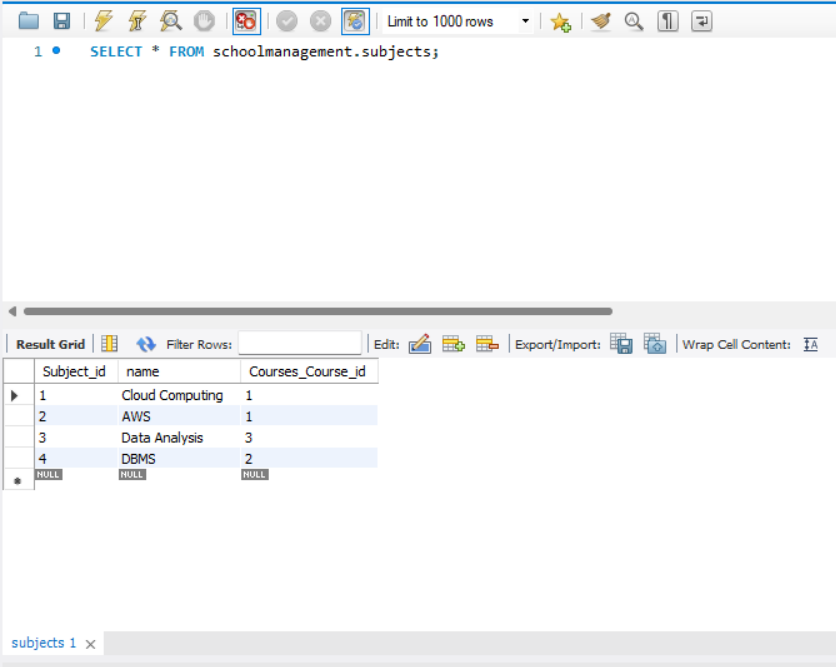 Limit to 1000 rows
1 SELECT * FROM schoolmanagement.subjects;
Result Grid Filter Rows: Edit: Export/Import: Wrap Cell Content:
Subject_id name Courses_Course_id
1 Cloud Computing 1
2 AWS 1
3 Data Analysis 3
4 DBMS 2
NULL NULL NULL
subjects 1